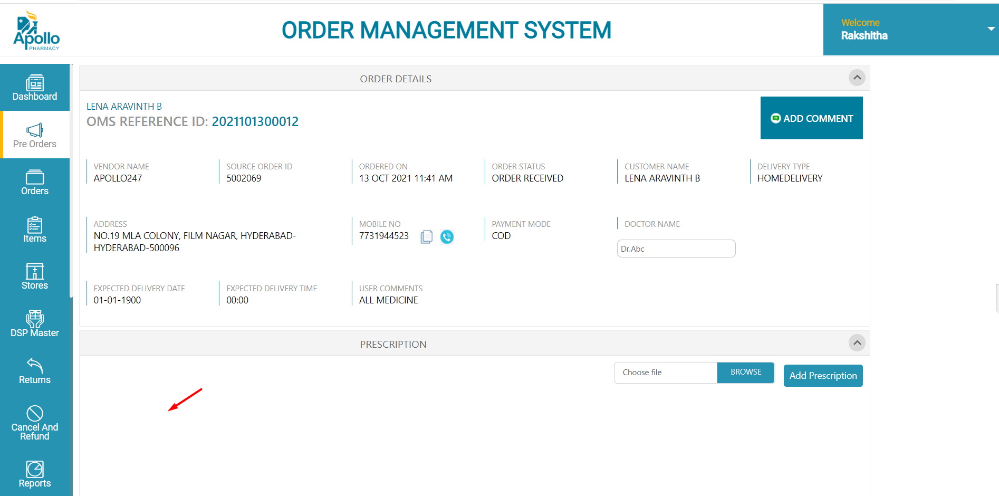 Apollo
PHARMACY
ORDER MANAGEMENT SYSTEM
Welcome
Rakshitha
Dashboard
Pre Orders
Orders
Items
Stores
DSP Master
Returns
Cancel And
Refund
Reports
ORDER DETAILS
LENA ARAVINTH B
OMS REFERENCE ID: 2021101300012
ADD COMMENT
VENDOR NAME
APOLLO247
SOURCE ORDER ID
5002069
ORDERED ON
13 OCT 2021 11:41 AM
ORDER STATUS
ORDER RECEIVED
CUSTOMER NAME
LENA ARAVINTH B
DELIVERY TYPE
HOMEDELIVERY
ADDRESS
NO.19 MLA COLONY, FILM NAGAR, HYDERABAD-
HYDERABAD-500096
MOBILE NO
7731944523
PAYMENT MODE
COD
DOCTOR NAME
Dr.Abc
EXPECTED DELIVERY DATE
01-01-1900
EXPECTED DELIVERY TIME
00:00
USER COMMENTS
ALL MEDICINE
PRESCRIPTION
Choose file
BROWSE
Add Prescription